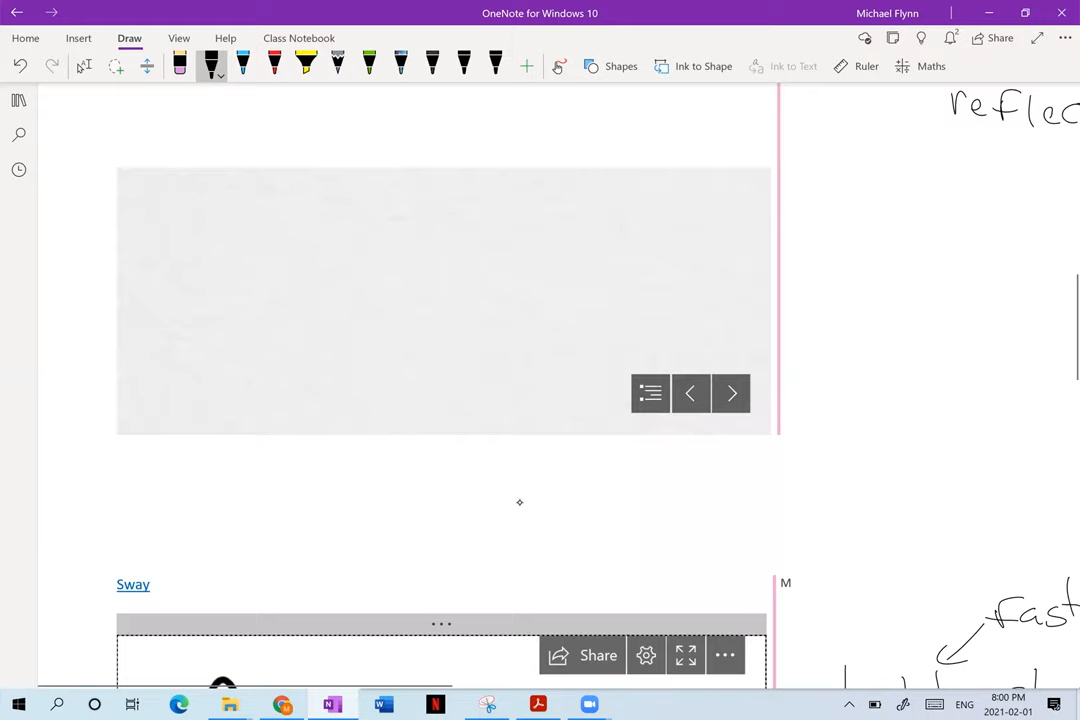 OneNote for Windows 10
Michael Flynn
Home Insert Draw View Help Class Notebook
Share
Shapes Ink to Shape Ink to Text Ruler Maths
reflec
Sway
M
fast
Share
8:00 PM
ENG
2021-02-01